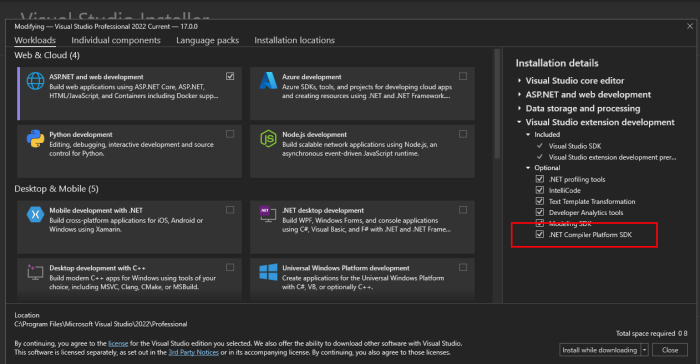 Visual Studio Installer
Modifying — Visual Studio Professional 2022 Current — 17.0.0
Workloads Individual components Language packs Installation locations
Web & Cloud (4)
ASP.NET and web development
Build web applications using ASP.NET Core, ASP.NET,
HTML/JavaScript, and Containers including Docker supp...
Azure development
Azure SDKs, tools, and projects for developing cloud apps
and creating resources using .NET and .NET Framework....
Python development
Editing, debugging, interactive development and source
control for Python.
Node.js development
Build scalable network applications using Node.js, an
asynchronous event-driven JavaScript runtime.
Desktop & Mobile (5)
Mobile development with .NET
Build cross-platform applications for iOS, Android or
Windows using Xamarin.
.NET desktop development
Build WPF, Windows Forms, and console applications
using C#, Visual Basic, and F# with .NET and .NET Frame...
Desktop development with C++
Build modern C++ apps for Windows using tools of your
choice, including MSVC, Clang, CMake, or MSBuild.
Universal Windows Platform development
Create applications for the Universal Windows Platform
with C#, VB, or optionally C++.
Installation details
Visual Studio core editor
ASP.NET and web development
Data storage and processing
Visual Studio extension development
Included
Visual Studio SDK
Visual Studio extension development prer...
Optional
.NET profiling tools
IntelliCode
Text Template Transformation
Developer Analytics tools
Modeling SDK
.NET Compiler Platform SDK
Location
C:\Program Files\Microsoft Visual Studio\2022\Professional
By continuing, you agree to the license for the Visual Studio edition you selected. We also offer the ability to download other software with Visual Studio.
This software is licensed separately, as set out in the 3rd Party Notices or in its accompanying license. By continuing, you also agree to those licenses.
Total space required 0 B
Install while downloading Close